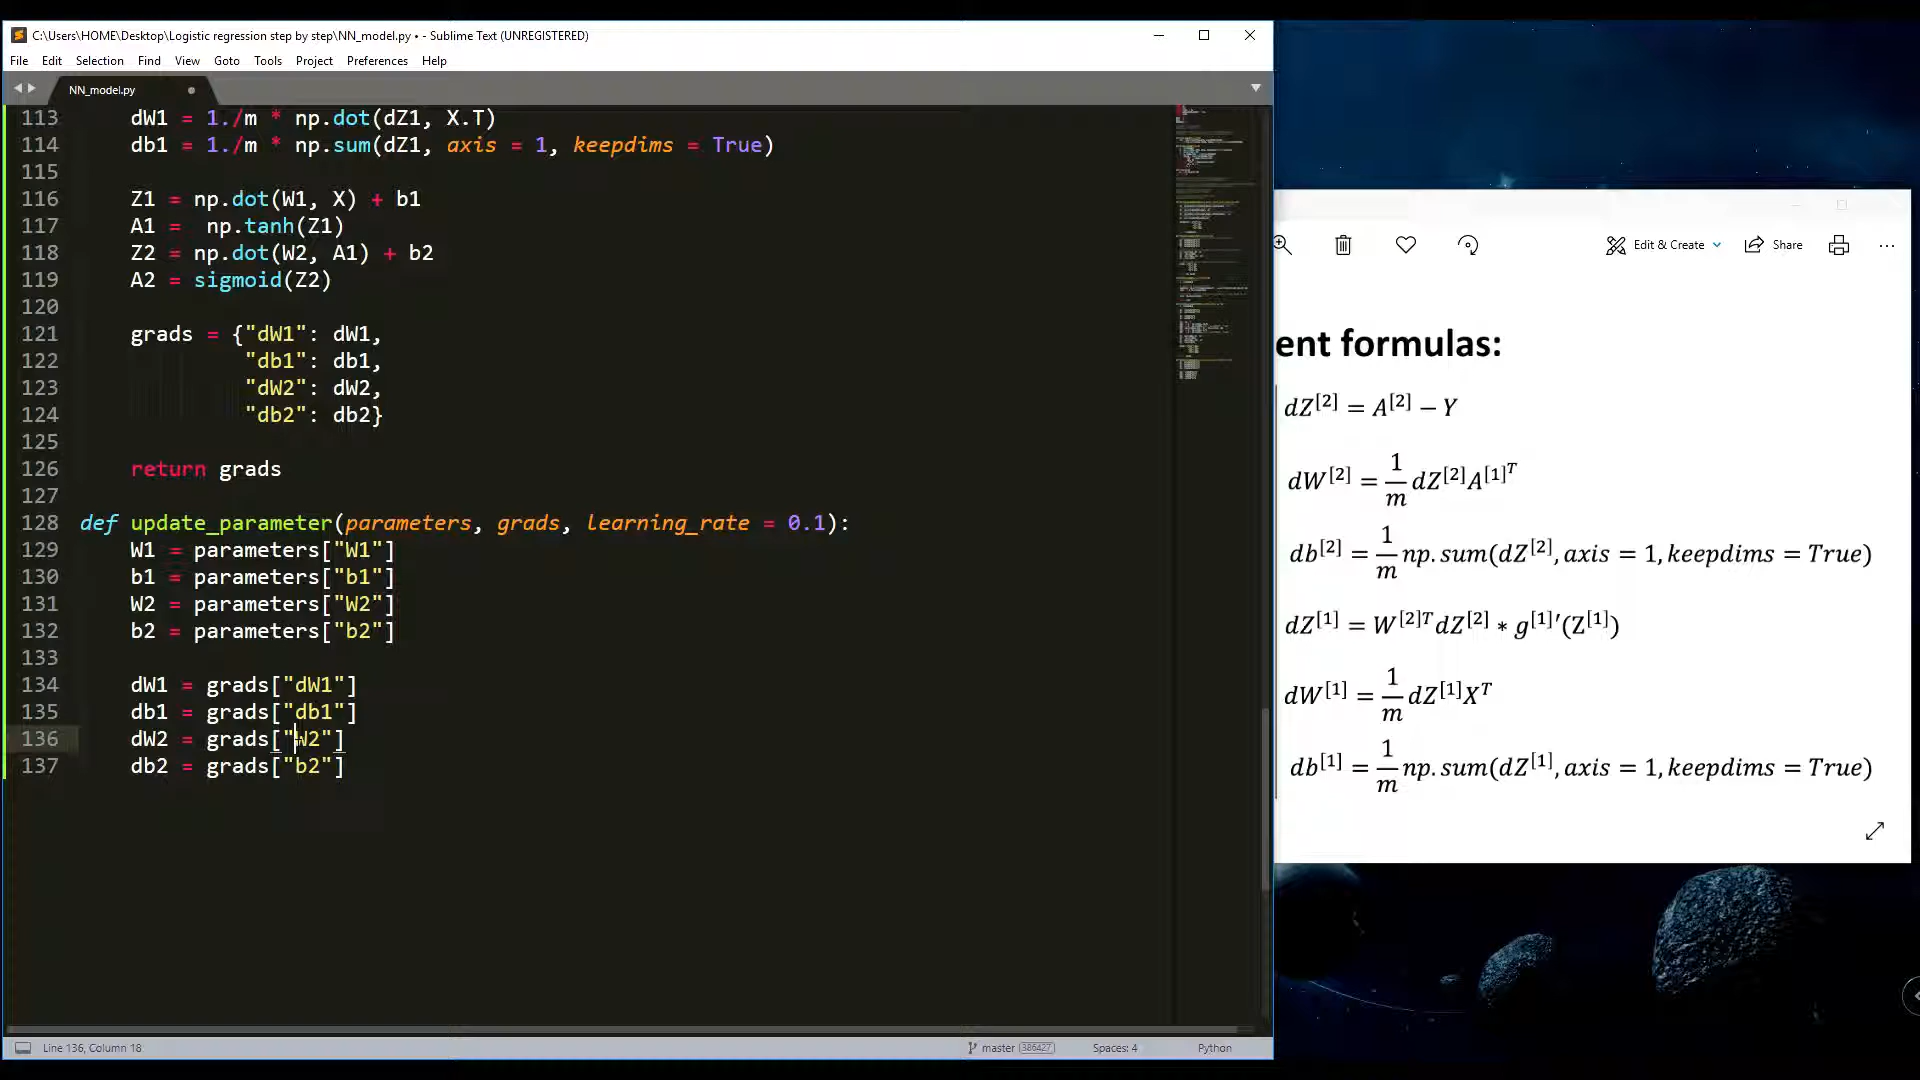 C:\Users\HOME\Desktop\Logistic regression step by step\NN_model.py • - Sublime Text (UNREGISTERED)
File Edit Selection Find View Goto Tools Project Preferences Help
NN_model.py
113 dW1 = 1./m * np.dot(dZ1, X.T)
114 db1 = 1./m * np.sum(dZ1, axis = 1, keepdims = True)
115
116 Z1 = np.dot(W1, X) + b1
117 A1 =  np.tanh(Z1)
118 Z2 = np.dot(W2, A1) + b2
119 A2 = sigmoid(Z2)
120
121 grads = {"dW1": dW1,
122 "db1": db1,
123 "dW2": dW2,
124 "db2": db2}
125
126 return grads
127
128 def update_parameter(parameters, grads, learning_rate = 0.1):
129 W1 = parameters["W1"]
130 b1 = parameters["b1"]
131 W2 = parameters["W2"]
132 b2 = parameters["b2"]
133
134 dW1 = grads["dW1"]
135 db1 = grads["db1"]
136 dW2 = grads["W2"]
137 db2 = grads["b2"]
Line 136, Column 18 master 386427 Spaces: 4 Python
Edit & Create Share
ent formulas:
dZ^[2] = A^[2] − Y
dW^[2] = 1/m dZ^[2]A^[1]^T
db^[2] = 1/m np.sum(dZ^[2], axis = 1, keepdims = True)
dZ^[1] = W^[2]T dZ^[2] * g^[1]′(Z^[1])
dW^[1] = 1/m dZ^[1]X^T
db^[1] = 1/m np.sum(dZ^[1], axis = 1, keepdims = True)